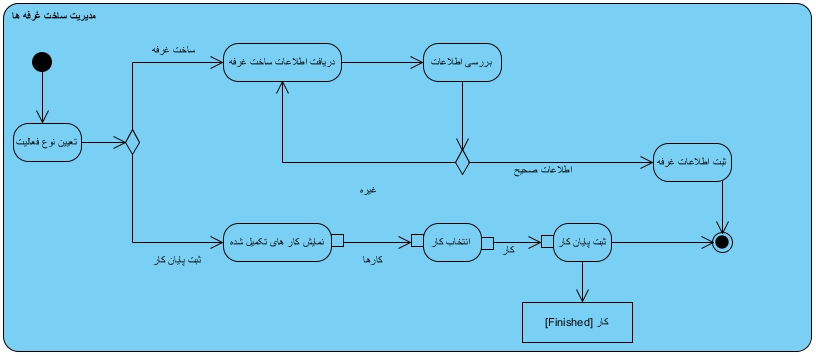 مدیریت ساخت غرفه ها
ساخت غرفه
دریافت اطلاعات ساخت غرفه
بررسی اطلاعات
تعیین نوع فعالیت
ثبت اطلاعات غرفه
اطلاعات صحیح
غیره
نمایش کار های تکمیل شده
انتخاب کار
ثبت پایان کار
کار
کارها
ثبت پایان کار
کار [Finished]